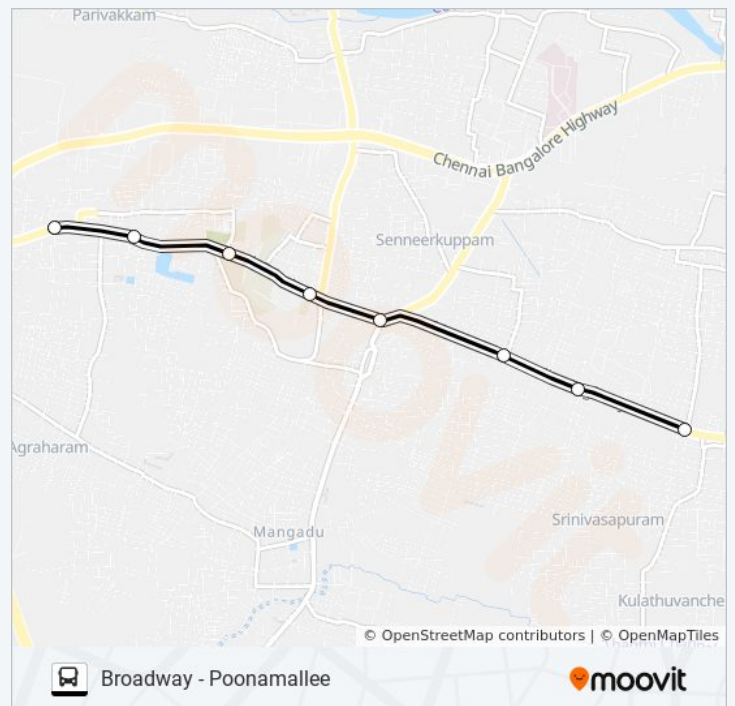 Parivakkam
Chennai Bangalore Highway
Senneerkuppam
Agraharam
Mangadu
Srinivasapuram
Kulathuvanche
© OpenStreetMap contributors | © OpenMapTiles
Broadway - Poonamallee
moovit